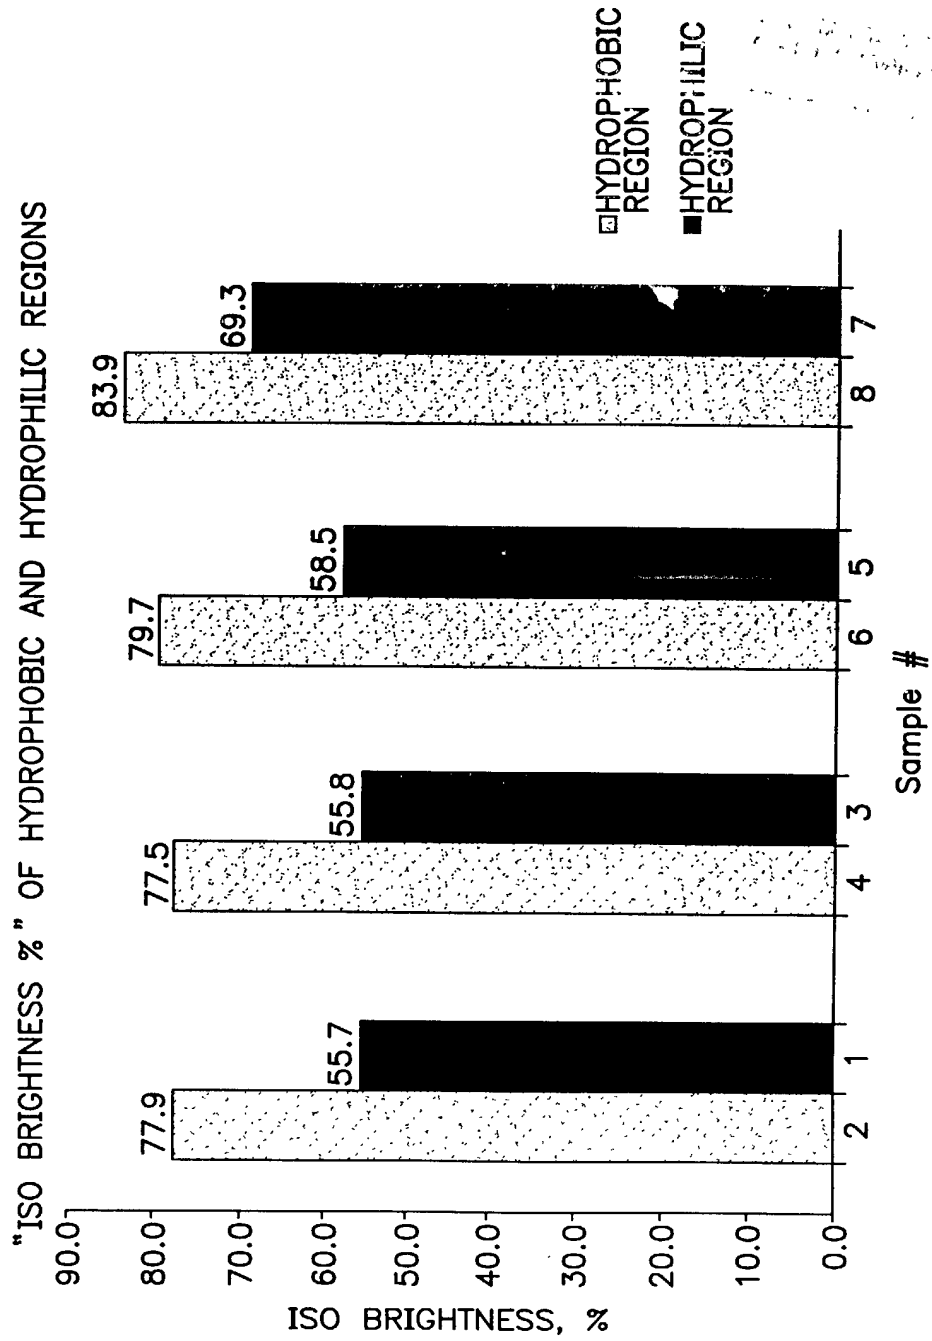 "ISO BRIGHTNESS %" OF HYDROPHOBIC AND HYDROPHILIC REGIONS
ISO BRIGHTNESS, %
90.0
80.0
70.0
60.0
50.0
40.0
30.0
20.0
10.0
0.0
77.9
55.7
77.5
55.8
79.7
58.5
83.9
69.3
2 1 4 3 6 5 8 7
Sample #
HYDROPHOBIC
REGION
HYDROPHILIC
REGION